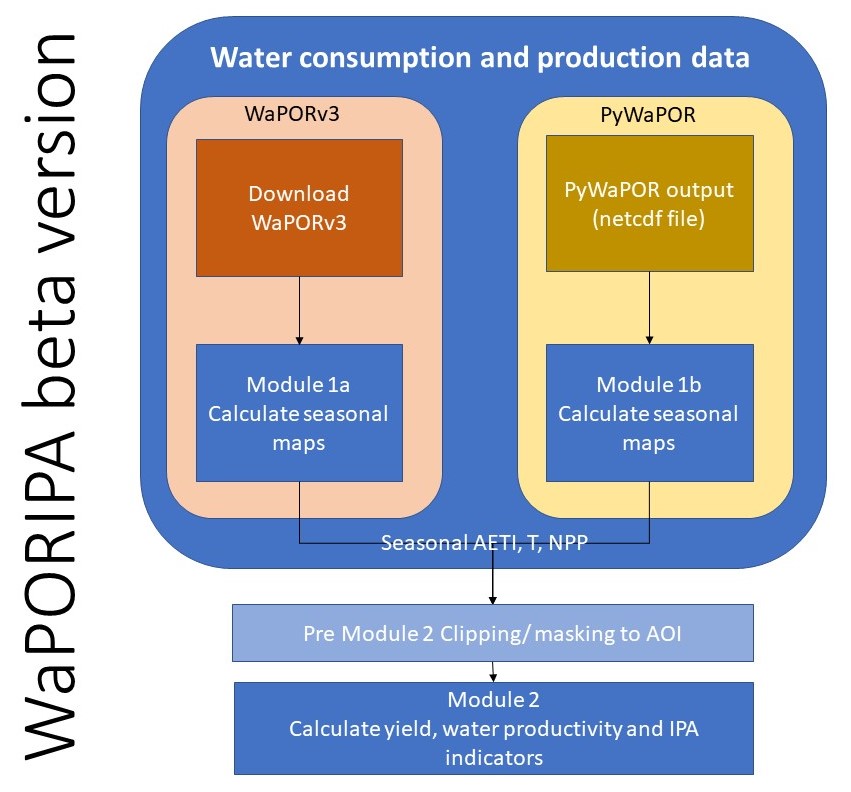 WaPORIPA beta version
Water consumption and production data
WaPORv3
Download
WaPORv3
Module 1a
Calculate seasonal
maps
PyWaPOR
PyWaPOR output
(netcdf file)
Module 1b
Calculate seasonal
maps
Seasonal AETI, T, NPP
Pre Module 2 Clipping/ masking to AOI
Module 2
Calculate yield, water productivity and IPA
indicators